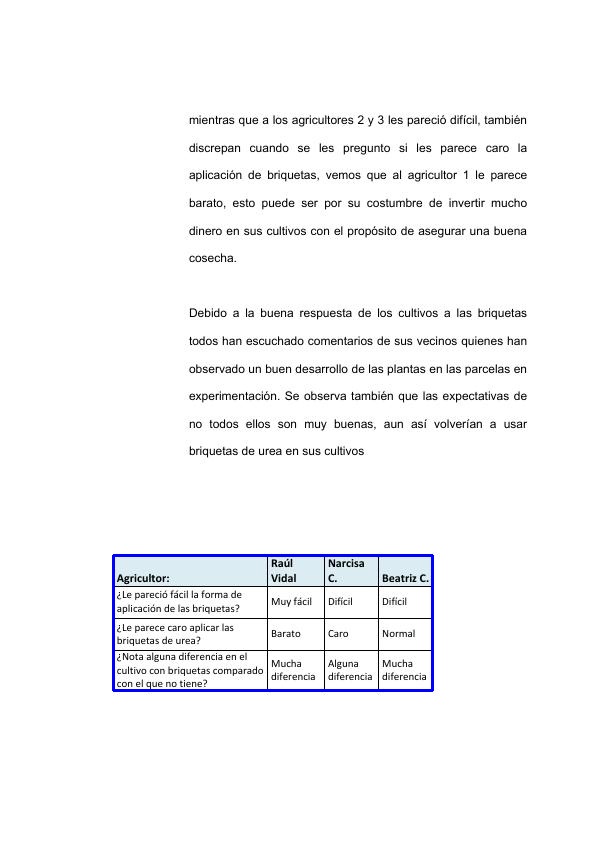 mientras que a los agricultores 2 y 3 les pareció difícil, también
discrepan cuando se les pregunto si les parece caro la
aplicación de briquetas, vemos que al agricultor 1 le parece
barato, esto puede ser por su costumbre de invertir mucho
dinero en sus cultivos con el propósito de asegurar una buena
cosecha.
Debido a la buena respuesta de los cultivos a las briquetas
todos han escuchado comentarios de sus vecinos quienes han
observado un buen desarrollo de las plantas en las parcelas en
experimentación. Se observa también que las expectativas de
no todos ellos son muy buenas, aun así volverían a usar
briquetas de urea en sus cultivos
Agricultor:
Raúl
Vidal
Narcisa
C.
Beatriz C.
¿Le pareció fácil la forma de
aplicación de las briquetas?
Muy fácil
Difícil
Difícil
¿Le parece caro aplicar las
briquetas de urea?
Barato
Caro
Normal
¿Nota alguna diferencia en el
cultivo con briquetas comparado
con el que no tiene?
Mucha
diferencia
Alguna
diferencia
Mucha
diferencia